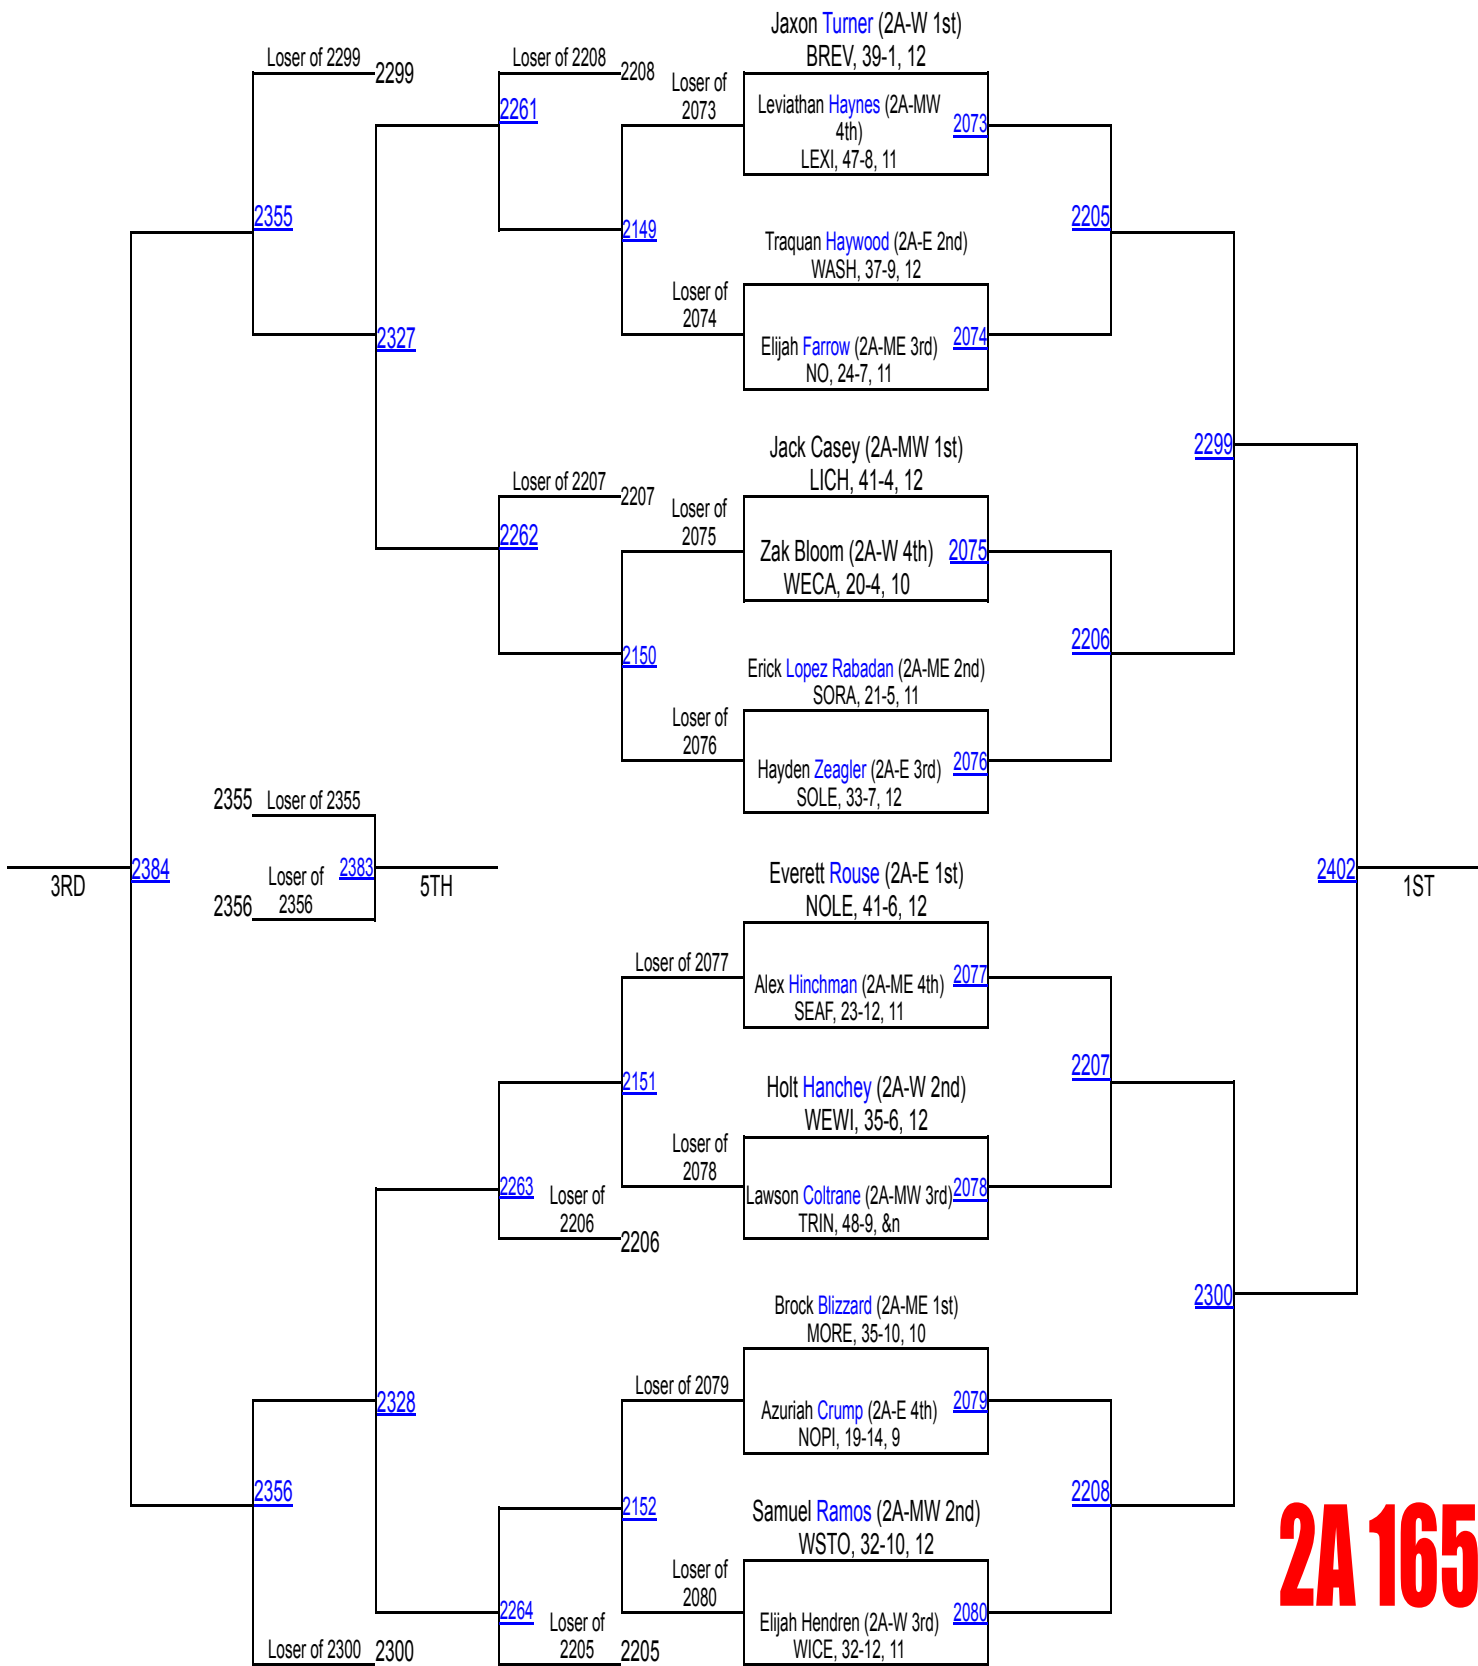 Jaxon Turner (2A-W 1st)
BREV, 39-1, 12
Loser of 2299
2299
Loser of 2208
2208
Loser of
2073
2261
Leviathan Haynes (2A-MW
4th)
LEXI, 47-8, 11
2073
2355
2149
2205
Traquan Haywood (2A-E 2nd)
WASH, 37-9, 12
Loser of
2074
2327
Elijah Farrow (2A-ME 3rd)
NO, 24-7, 11
2074
Jack Casey (2A-MW 1st)
LICH, 41-4, 12
2299
Loser of 2207
2207
Loser of
2075
2262
Zak Bloom (2A-W 4th)
WECA, 20-4, 10
2075
2150
2206
Erick Lopez Rabadan (2A-ME 2nd)
SORA, 21-5, 11
Loser of
2076
Hayden Zeagler (2A-E 3rd)
SOLE, 33-7, 12
2076
2355
Loser of 2355
2384
3RD
Loser of
2356
2356
2383
5TH
Everett Rouse (2A-E 1st)
NOLE, 41-6, 12
2402
1ST
Loser of 2077
Alex Hinchman (2A-ME 4th)
SEAF, 23-12, 11
2077
2151
2207
Holt Hanchey (2A-W 2nd)
WEWI, 35-6, 12
Loser of
2078
2263
Loser of
2206
2206
Lawson Coltrane (2A-MW 3rd)
TRIN, 48-9, &n
2078
Brock Blizzard (2A-ME 1st)
MORE, 35-10, 10
2300
Loser of 2079
2328
Azuriah Crump (2A-E 4th)
NOPI, 19-14, 9
2079
2356
2152
2208
Samuel Ramos (2A-MW 2nd)
WSTO, 32-10, 12
2A 165
Loser of
2080
2264
Loser of
2205
2205
Elijah Hendren (2A-W 3rd)
WICE, 32-12, 11
2080
Loser of 2300
2300